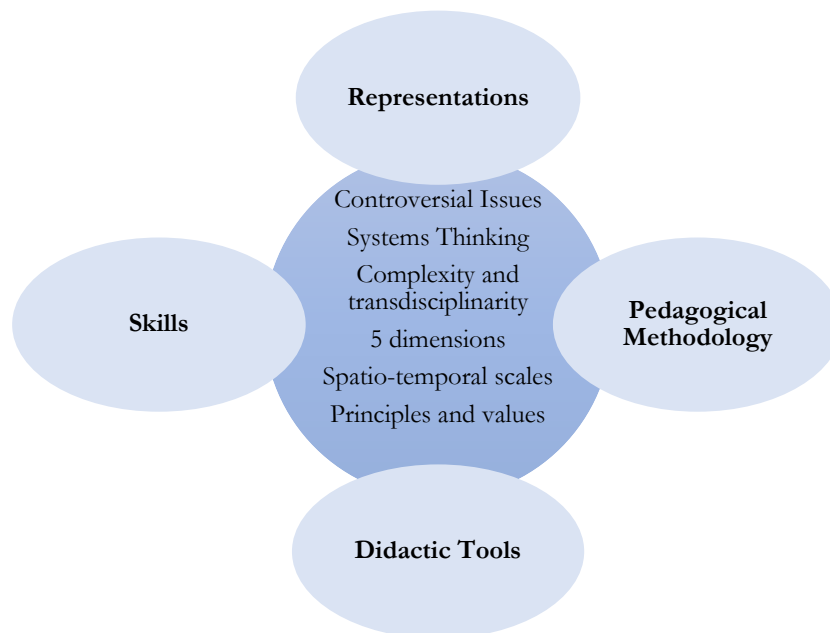 Representations
Controversial Issues
Systems Thinking
Complexity and
transdisciplinarity
5 dimensions
Spatio-temporal scales
Principles and values
Skills
Pedagogical
Methodology
Didactic Tools